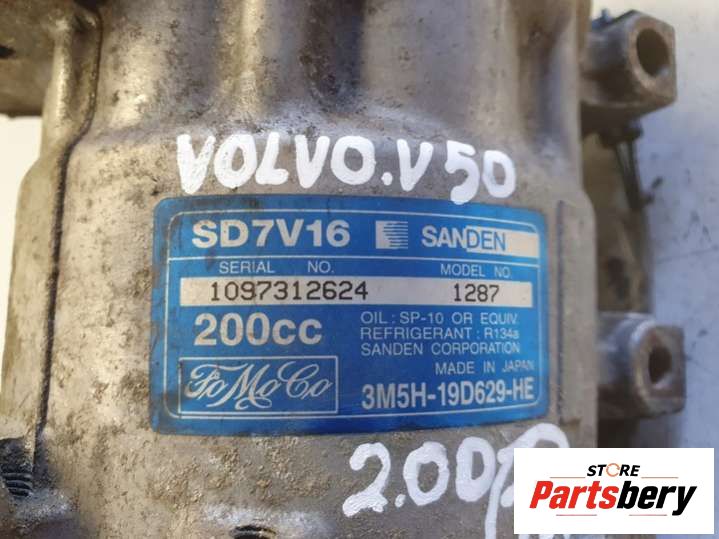 VOLVO.V50
SD7V16 SANDEN
SERIAL NO. MODEL NO.
1097312624 1287
200cc OIL : SP-10 OR EQUIV.
REFRIGERANT : R134a
SANDEN CORPORATION
MADE IN JAPAN
FoMoCo 3M5H-19D629-HE
STORE
Partsbery